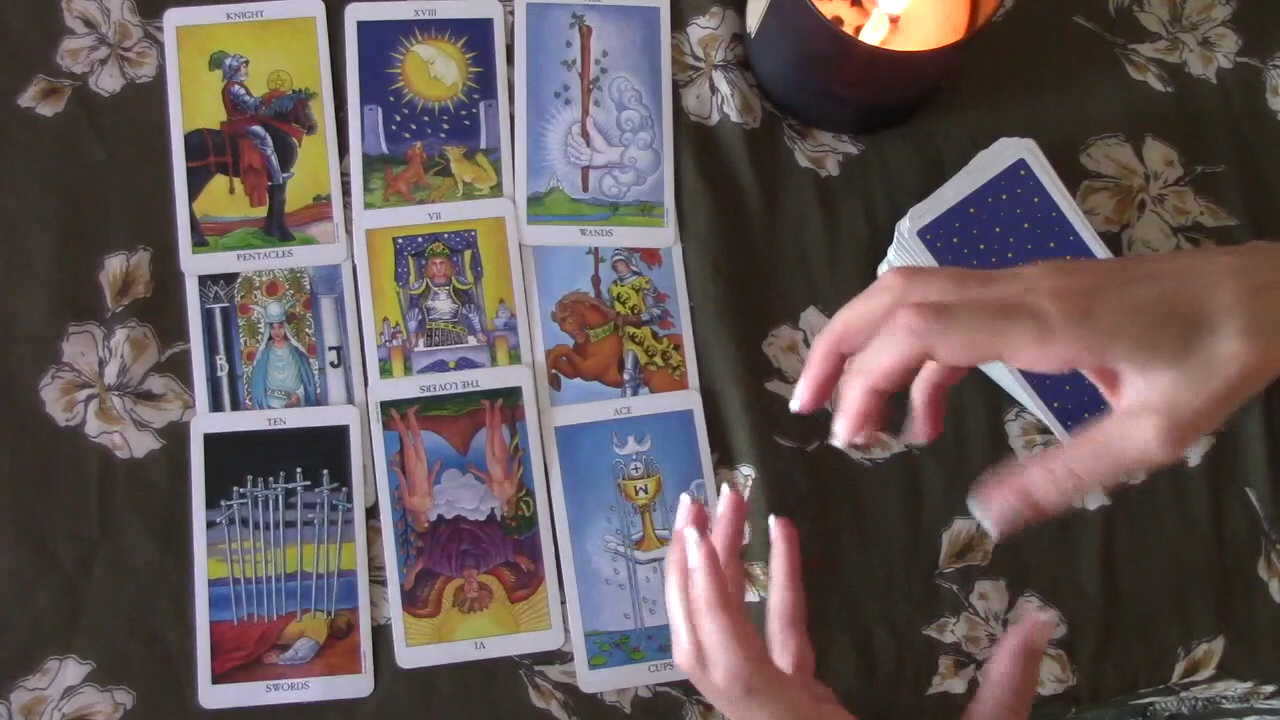 KNIGHT
PENTACLES
XVIII
WANDS
B
J
VII
TEN
SWORDS
THE LOVERS
VI
ACE
CUPS